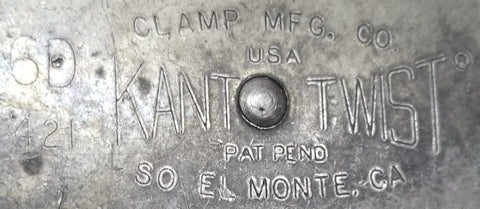 CLAMP MFG. CO.
USA
6D
KANT TWIST®
421
PAT PEND
SO EL MONTE, CA